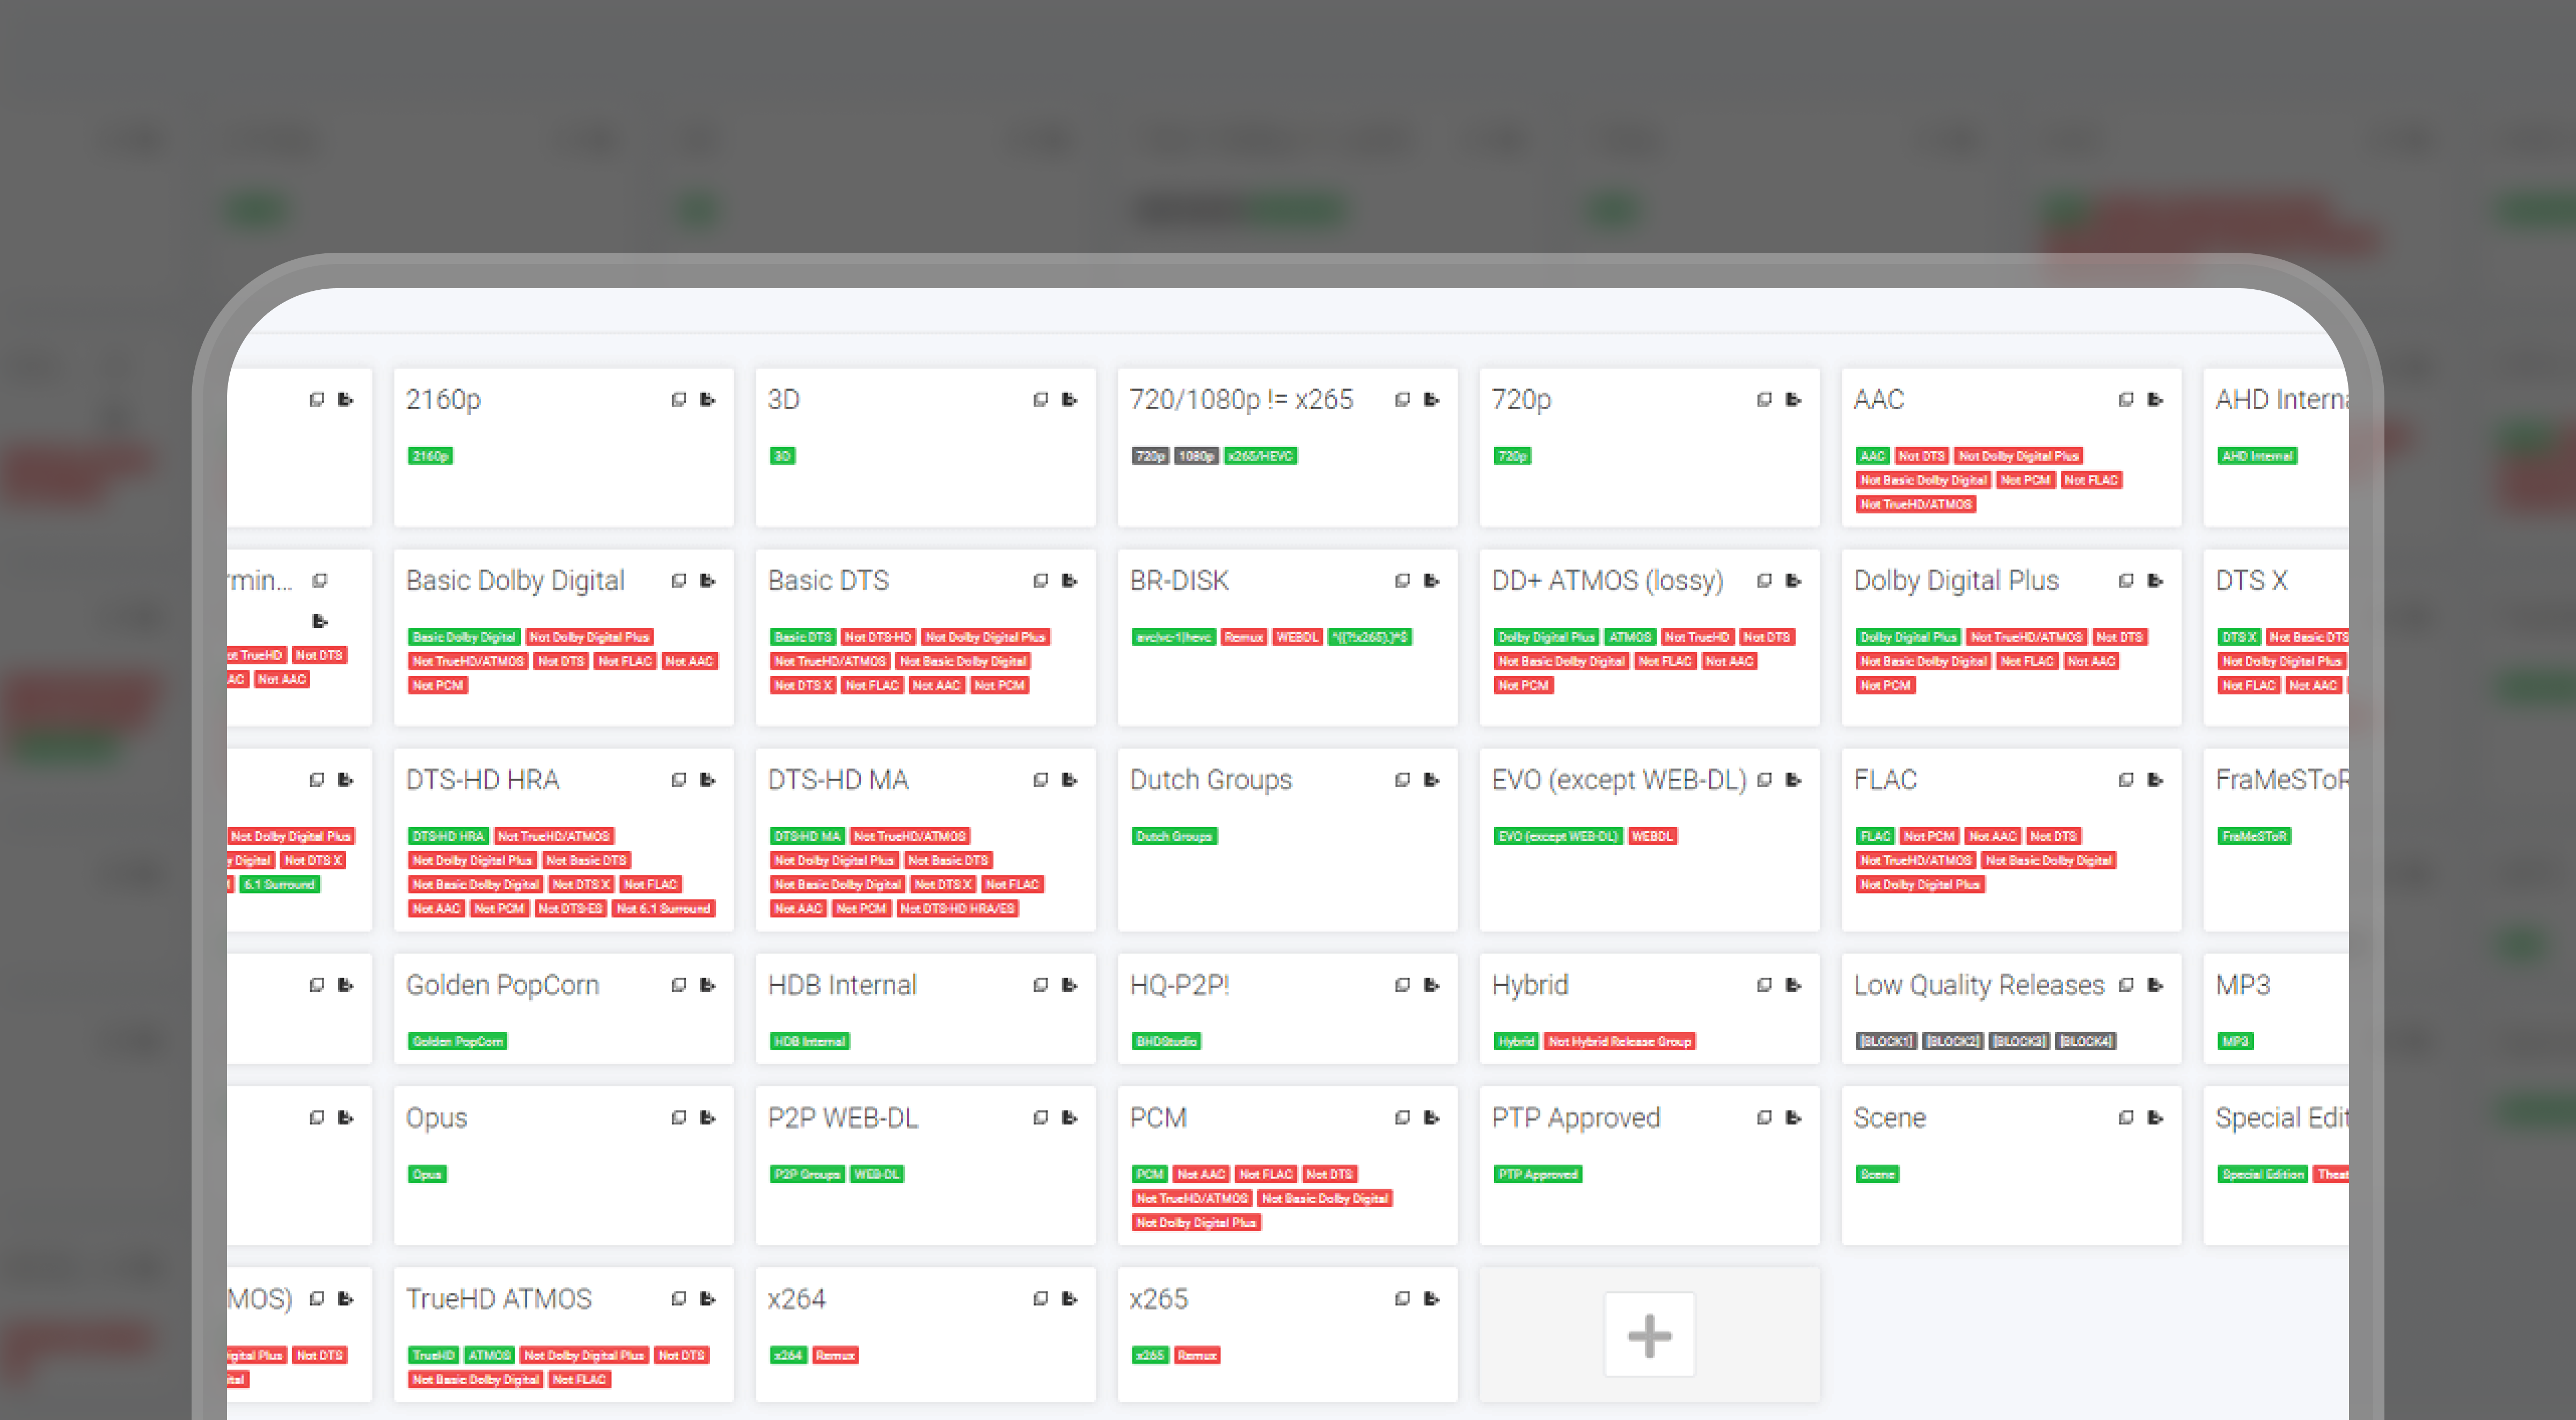 2160p
3D
720/1080p != x265
720p
AAC
AHD Interna
2160p
3D
720p 1080p x265/HEVC
720p
AAC Not DTS Not Dolby Digital Plus
Not Basic Dolby Digital Not PCM Not FLAC
Not TrueHD/ATMOS
AHD Internal
rmin...
Basic Dolby Digital
Basic DTS
BR-DISK
DD+ ATMOS (lossy)
Dolby Digital Plus
DTS X
ot TrueHD Not DTS
AC Not AAC
Basic Dolby Digital Not Dolby Digital Plus
Not TrueHD/ATMOS Not DTS Not FLAC Not AAC
Not PCM
Basic DTS Not DTS-HD Not Dolby Digital Plus
Not TrueHD/ATMOS Not Basic Dolby Digital
Not DTS X Not FLAC Not AAC Not PCM
avc|vc-1|hevc Remux WEBDL ^((?!x265).)*$
Dolby Digital Plus ATMOS Not TrueHD Not DTS
Not Basic Dolby Digital Not FLAC Not AAC
Not PCM
Dolby Digital Plus Not TrueHD/ATMOS Not DTS
Not Basic Dolby Digital Not FLAC Not AAC
Not PCM
DTS X Not Basic DTS
Not Dolby Digital Plus
Not FLAC Not AAC
DTS-HD HRA
DTS-HD MA
Dutch Groups
EVO (except WEB-DL)
FLAC
FraMeSToR
Not Dolby Digital Plus
y Digital Not DTS X
6.1 Surround
DTS-HD HRA Not TrueHD/ATMOS
Not Dolby Digital Plus Not Basic DTS
Not Basic Dolby Digital Not DTS X Not FLAC
Not AAC Not PCM Not DTS-ES Not 6.1 Surround
DTS-HD MA Not TrueHD/ATMOS
Not Dolby Digital Plus Not Basic DTS
Not Basic Dolby Digital Not DTS X Not FLAC
Not AAC Not PCM Not DTS-HD HRA/ES
Dutch Groups
EVO (except WEB-DL) WEBDL
FLAC Not PCM Not AAC Not DTS
Not TrueHD/ATMOS Not Basic Dolby Digital
Not Dolby Digital Plus
FraMeSToR
Golden PopCorn
HDB Internal
HQ-P2P!
Hybrid
Low Quality Releases
MP3
Golden PopCorn
HDB Internal
BHDStudio
Hybrid Not Hybrid Release Group
[BLOCK1] [BLOCK2] [BLOCK3] [BLOCK4]
MP3
Opus
P2P WEB-DL
PCM
PTP Approved
Scene
Special Edit
Opus
P2P Groups WEB-DL
PCM Not AAC Not FLAC Not DTS
Not TrueHD/ATMOS Not Basic Dolby Digital
Not Dolby Digital Plus
PTP Approved
Scene
Special Edition Theat
MOS)
TrueHD ATMOS
x264
x265
igital Plus Not DTS
ital
TrueHD ATMOS Not Dolby Digital Plus Not DTS
Not Basic Dolby Digital Not FLAC
x264 Remux
x265 Remux